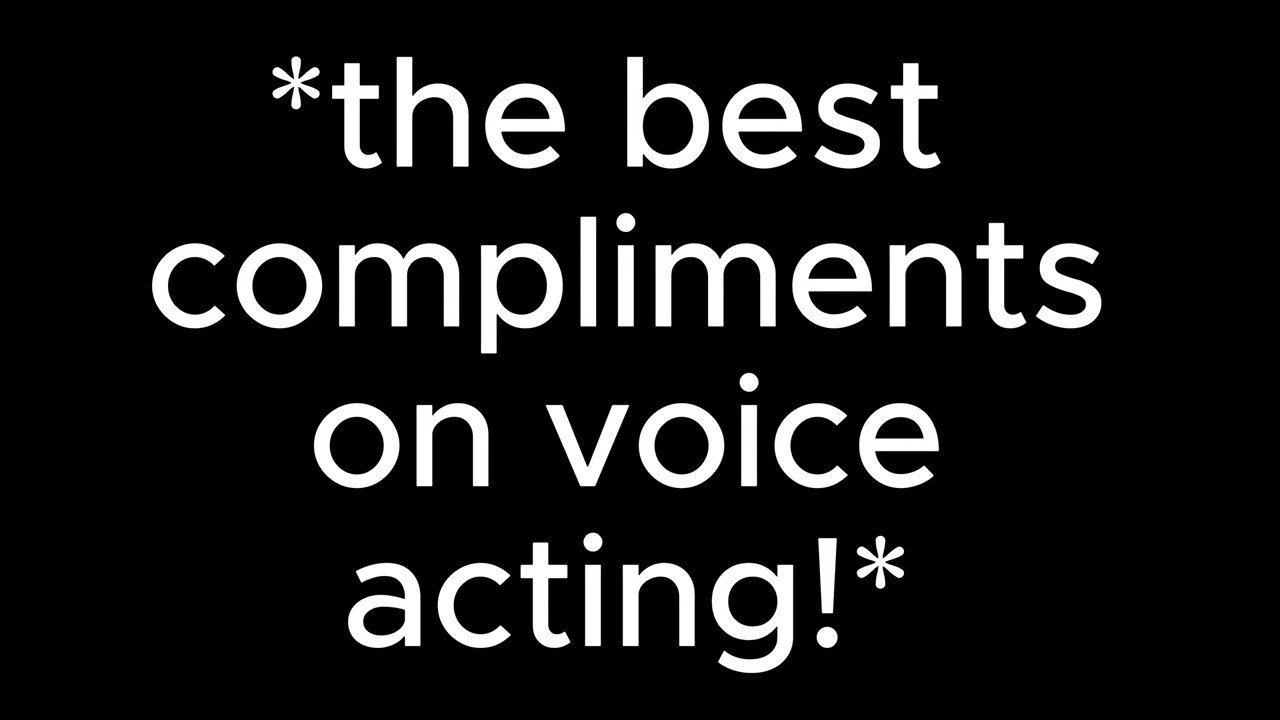 *the best
compliments
on voice
acting!*